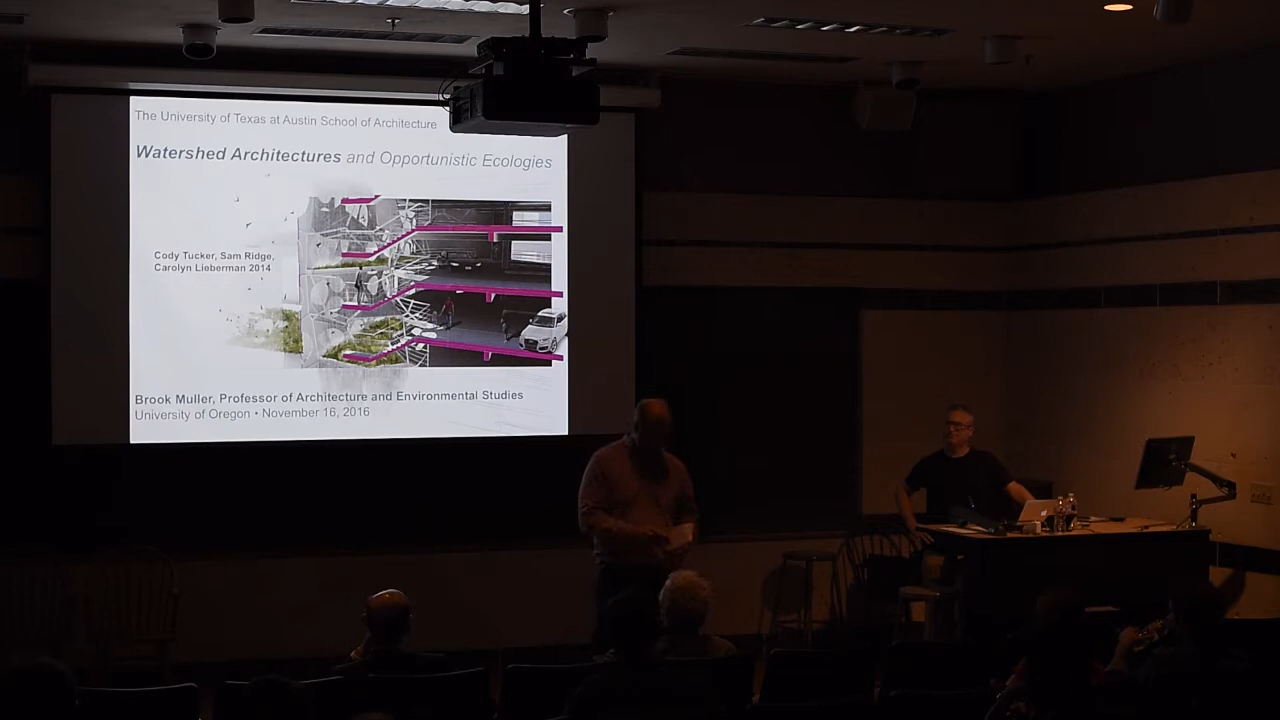 The University of Texas at Austin School of Architecture
Watershed Architectures and Opportunistic Ecologies
Cody Tucker, Sam Ridge,
Carolyn Lieberman 2014
Brook Muller, Professor of Architecture and Environmental Studies
University of Oregon • November 16, 2016